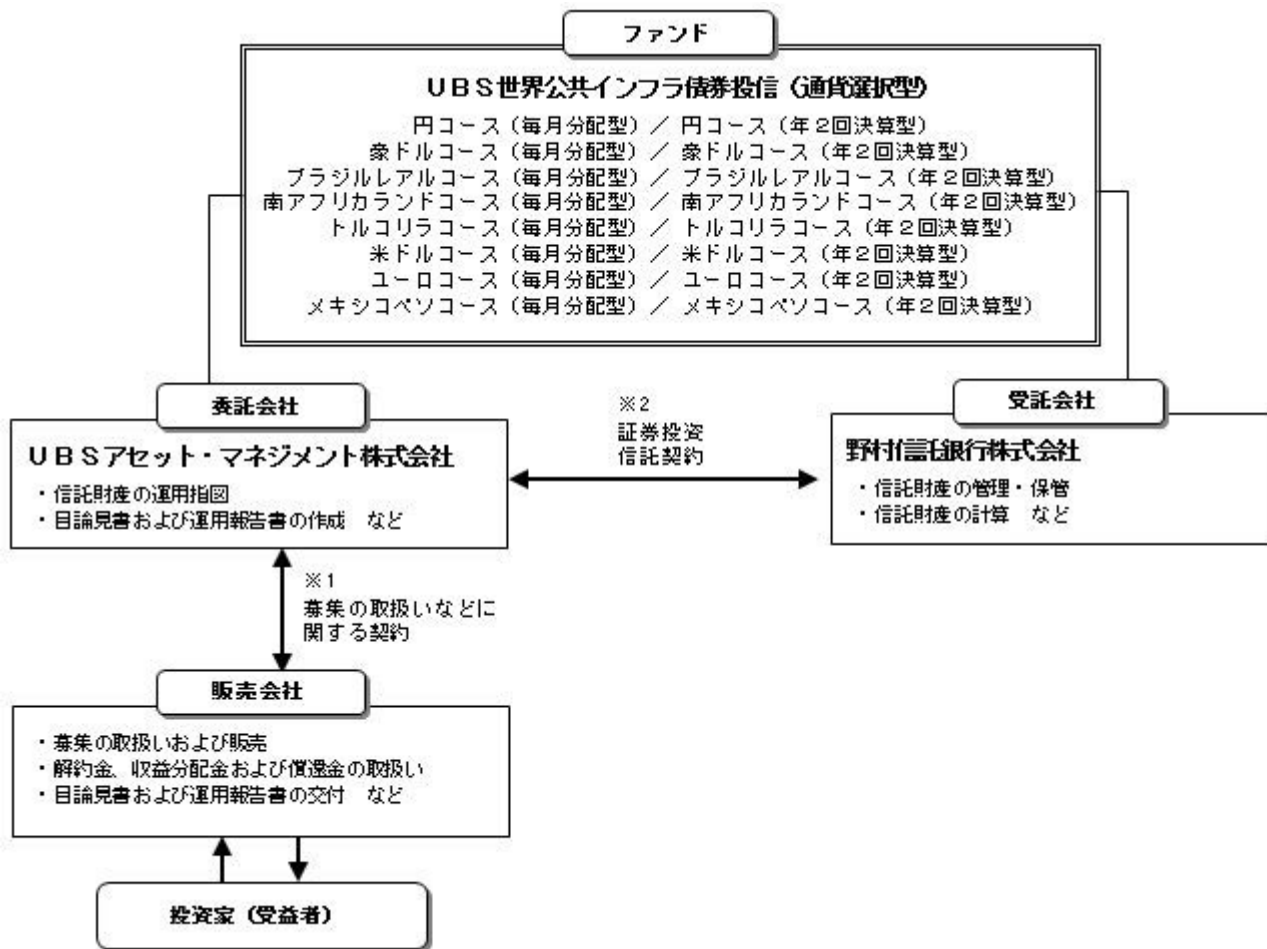 ファンド
UBS世界公共インフラ債券投信（通貨選択型）
円コース（毎月分配型）／ 円コース（年２回決算型）
豪ドルコース（毎月分配型）／ 豪ドルコース（年２回決算型）
ブラジルレアルコース（毎月分配型）／ ブラジルレアルコース（年２回決算型）
南アフリカランドコース（毎月分配型）／ 南アフリカランドコース（年２回決算型）
トルコリラコース（毎月分配型）／ トルコリラコース（年２回決算型）
米ドルコース（毎月分配型）／ 米ドルコース（年２回決算型）
ユーロコース（毎月分配型）／ ユーロコース（年２回決算型）
メキシコペソコース（毎月分配型）／ メキシコペソコース（年２回決算型）
委託会社
UBSアセット・マネジメント株式会社
・信託財産の運用指図
・目論見書および運用報告書の作成　など
※２
証券投資
信託契約
受託会社
野村信託銀行株式会社
・信託財産の管理・保管
・信託財産の計算　など
※１
募集の取扱いなどに
関する契約
販売会社
・募集の取扱いおよび販売
・解約金、収益分配金および償還金の取扱い
・目論見書および運用報告書の交付　など
投資家（受益者）